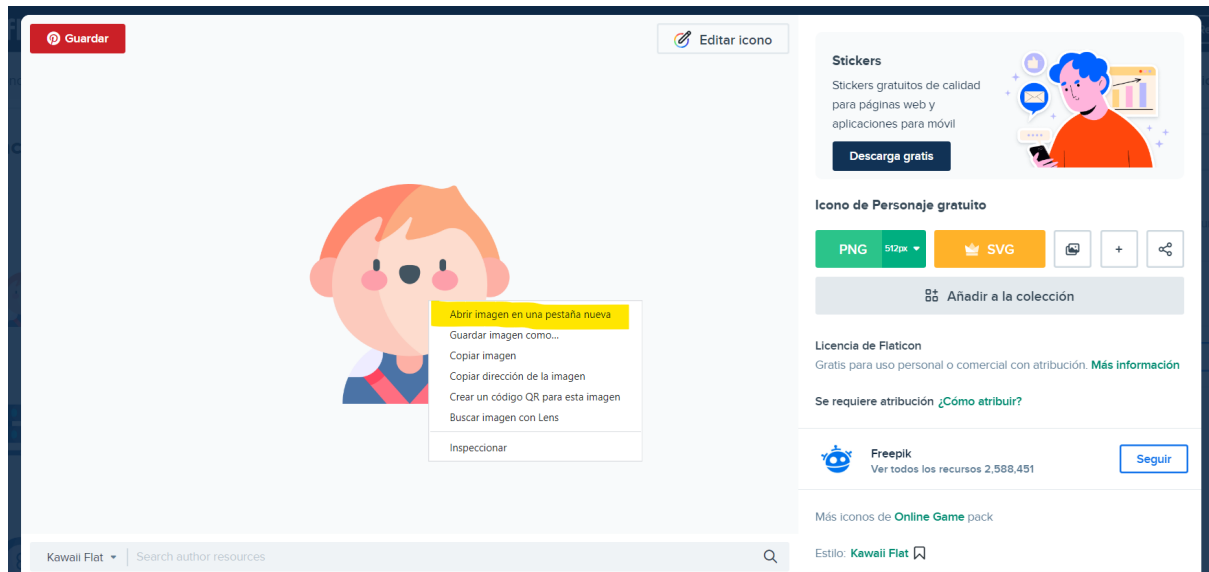 Guardar
Editar icono
Abrir imagen en una pestaña nueva
Guardar imagen como...
Copiar imagen
Copiar dirección de la imagen
Crear un código QR para esta imagen
Buscar imagen con Lens
Inspeccionar
Kawaii Flat
Search author resources
Stickers
Stickers gratuitos de calidad
para páginas web y
aplicaciones para móvil
Descarga gratis
Icono de Personaje gratuito
PNG 512px
SVG
+
Añadir a la colección
Licencia de Flaticon
Gratis para uso personal o comercial con atribución. Más información
Se requiere atribución ¿Cómo atribuir?
Freepik
Ver todos los recursos 2,588,451
Seguir
Más iconos de Online Game pack
Estilo: Kawaii Flat